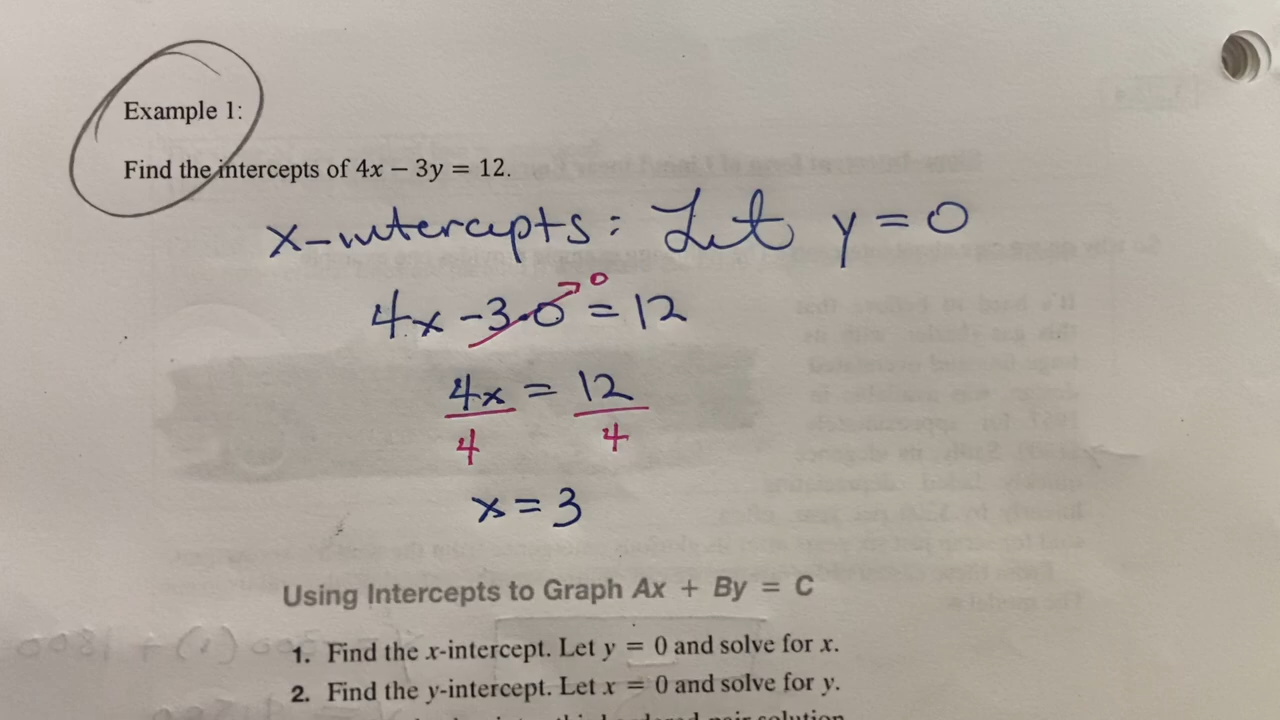 Example 1:
Find the intercepts of 4x − 3y = 12.
x-intercepts: Let y = 0
4x - 3·0 = 12
0
4x = 12
4 4
x = 3
Using Intercepts to Graph Ax + By = C
1. Find the x-intercept. Let y = 0 and solve for x.
2. Find the y-intercept. Let x = 0 and solve for y.
solution